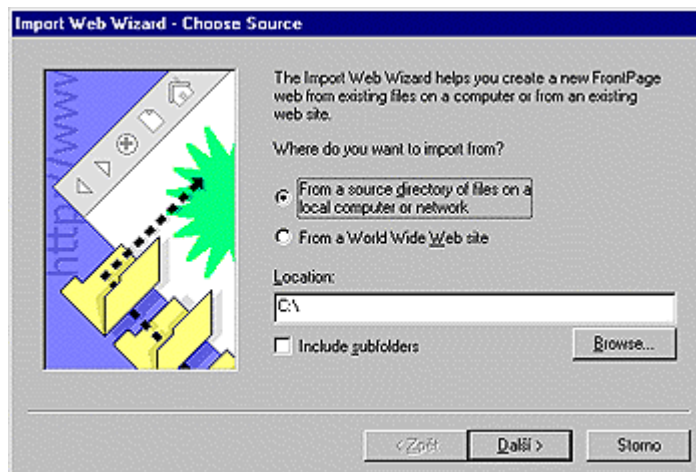 Import Web Wizard - Choose Source
http://www
The Import Web Wizard helps you create a new FrontPage
web from existing files on a computer or from an existing
web site.
Where do you want to import from?
From a source directory of files on a
local computer or network
From a World Wide Web site
Location:
C:\
Include subfolders
Browse...
< Zpět
Další >
Storno